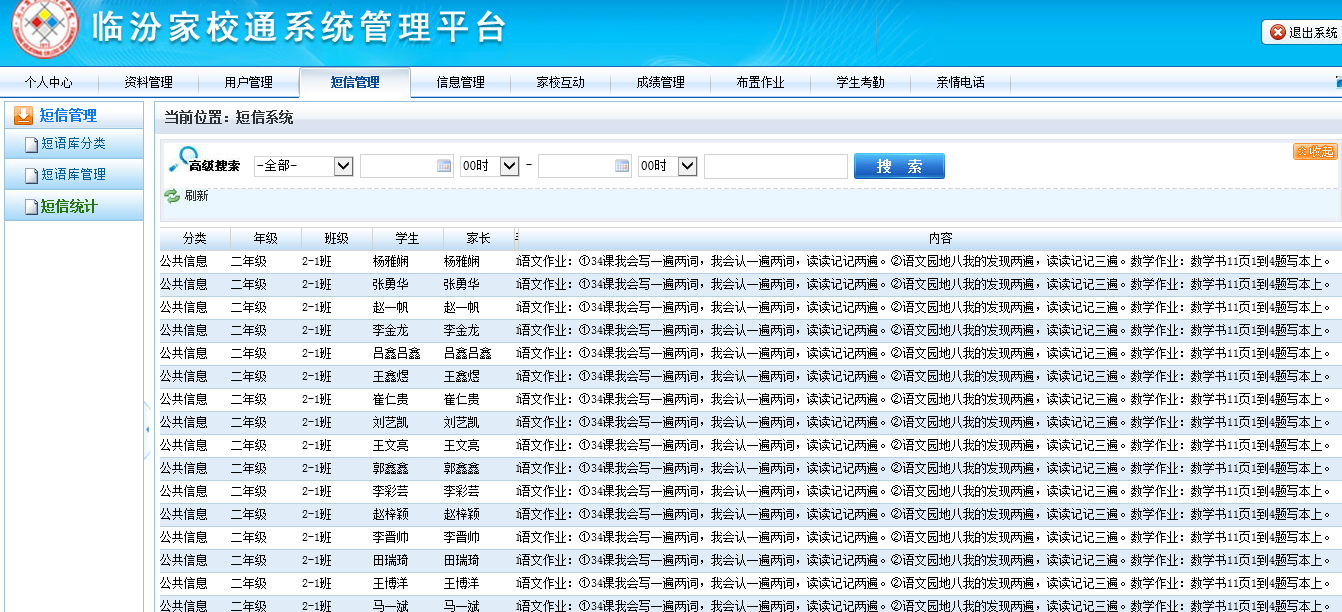 临汾家校通系统管理平台
退出系统
个人中心 资料管理 用户管理 短信管理 信息管理 家校互动 成绩管理 布置作业 学生考勤 亲情电话
短信管理
短语库分类
短语库管理
短信统计
当前位置：短信系统
高级搜索 -全部- 00时 - 00时 搜 索
收起
刷新
分类 年级 班级 学生 家长 内容
公共信息 二年级 2-1班 杨雅娴 杨雅娴 语文作业：①34课我会写一遍两词，我会认一遍两词，读读记记两遍。②语文园地八我的发现两遍，读读记记三遍。数学作业：数学书11页1到4题写本上。
公共信息 二年级 2-1班 张勇华 张勇华 语文作业：①34课我会写一遍两词，我会认一遍两词，读读记记两遍。②语文园地八我的发现两遍，读读记记三遍。数学作业：数学书11页1到4题写本上。
公共信息 二年级 2-1班 赵一帆 赵一帆 语文作业：①34课我会写一遍两词，我会认一遍两词，读读记记两遍。②语文园地八我的发现两遍，读读记记三遍。数学作业：数学书11页1到4题写本上。
公共信息 二年级 2-1班 李金龙 李金龙 语文作业：①34课我会写一遍两词，我会认一遍两词，读读记记两遍。②语文园地八我的发现两遍，读读记记三遍。数学作业：数学书11页1到4题写本上。
公共信息 二年级 2-1班 吕鑫吕鑫 吕鑫吕鑫 语文作业：①34课我会写一遍两词，我会认一遍两词，读读记记两遍。②语文园地八我的发现两遍，读读记记三遍。数学作业：数学书11页1到4题写本上。
公共信息 二年级 2-1班 王鑫煜 王鑫煜 语文作业：①34课我会写一遍两词，我会认一遍两词，读读记记两遍。②语文园地八我的发现两遍，读读记记三遍。数学作业：数学书11页1到4题写本上。
公共信息 二年级 2-1班 崔仁贵 崔仁贵 语文作业：①34课我会写一遍两词，我会认一遍两词，读读记记两遍。②语文园地八我的发现两遍，读读记记三遍。数学作业：数学书11页1到4题写本上。
公共信息 二年级 2-1班 刘艺凯 刘艺凯 语文作业：①34课我会写一遍两词，我会认一遍两词，读读记记两遍。②语文园地八我的发现两遍，读读记记三遍。数学作业：数学书11页1到4题写本上。
公共信息 二年级 2-1班 王文亮 王文亮 语文作业：①34课我会写一遍两词，我会认一遍两词，读读记记两遍。②语文园地八我的发现两遍，读读记记三遍。数学作业：数学书11页1到4题写本上。
公共信息 二年级 2-1班 郭鑫鑫 郭鑫鑫 语文作业：①34课我会写一遍两词，我会认一遍两词，读读记记两遍。②语文园地八我的发现两遍，读读记记三遍。数学作业：数学书11页1到4题写本上。
公共信息 二年级 2-1班 李彩芸 李彩芸 语文作业：①34课我会写一遍两词，我会认一遍两词，读读记记两遍。②语文园地八我的发现两遍，读读记记三遍。数学作业：数学书11页1到4题写本上。
公共信息 二年级 2-1班 赵梓颖 赵梓颖 语文作业：①34课我会写一遍两词，我会认一遍两词，读读记记两遍。②语文园地八我的发现两遍，读读记记三遍。数学作业：数学书11页1到4题写本上。
公共信息 二年级 2-1班 李晋帅 李晋帅 语文作业：①34课我会写一遍两词，我会认一遍两词，读读记记两遍。②语文园地八我的发现两遍，读读记记三遍。数学作业：数学书11页1到4题写本上。
公共信息 二年级 2-1班 田瑞琦 田瑞琦 语文作业：①34课我会写一遍两词，我会认一遍两词，读读记记两遍。②语文园地八我的发现两遍，读读记记三遍。数学作业：数学书11页1到4题写本上。
公共信息 二年级 2-1班 王博洋 王博洋 语文作业：①34课我会写一遍两词，我会认一遍两词，读读记记两遍。②语文园地八我的发现两遍，读读记记三遍。数学作业：数学书11页1到4题写本上。
公共信息 二年级 2-1班 马一斌 马一斌 语文作业：①34课我会写一遍两词，我会认一遍两词，读读记记两遍。②语文园地八我的发现两遍，读读记记三遍。数学作业：数学书11页1到4题写本上。